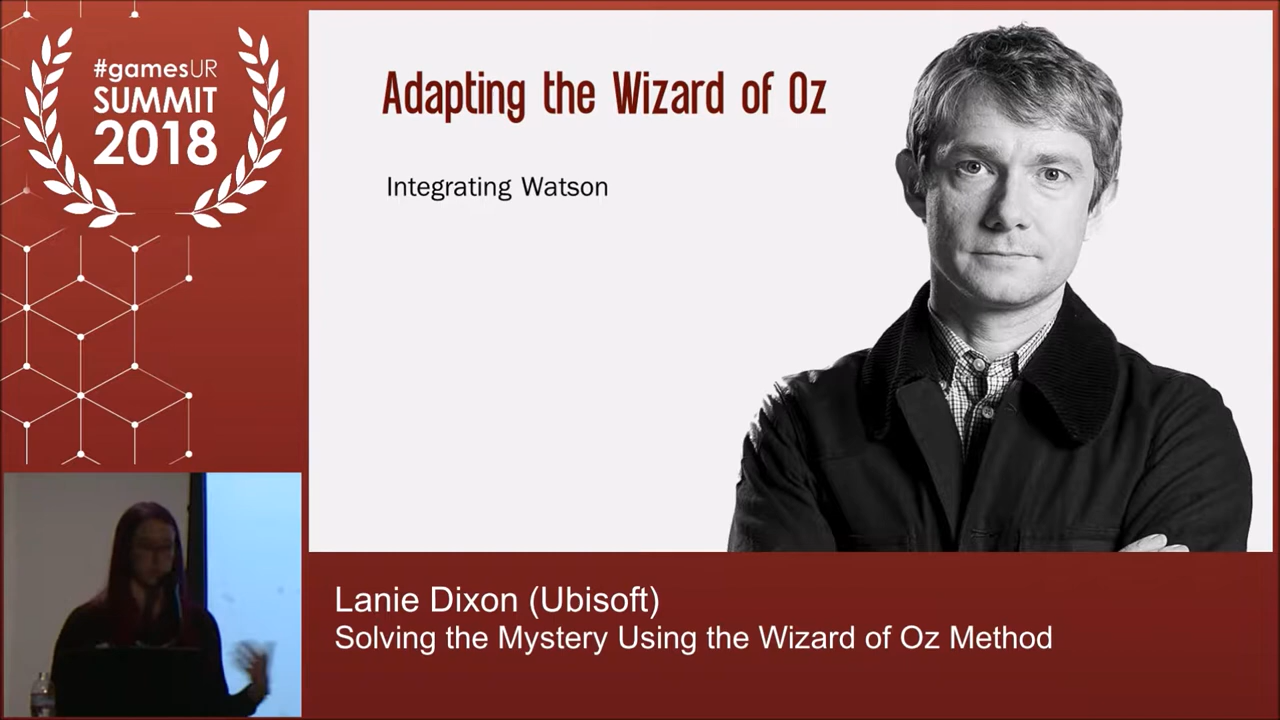 #gamesUR
SUMMIT
2018
Adapting the Wizard of Oz
Integrating Watson
Lanie Dixon (Ubisoft)
Solving the Mystery Using the Wizard of Oz Method